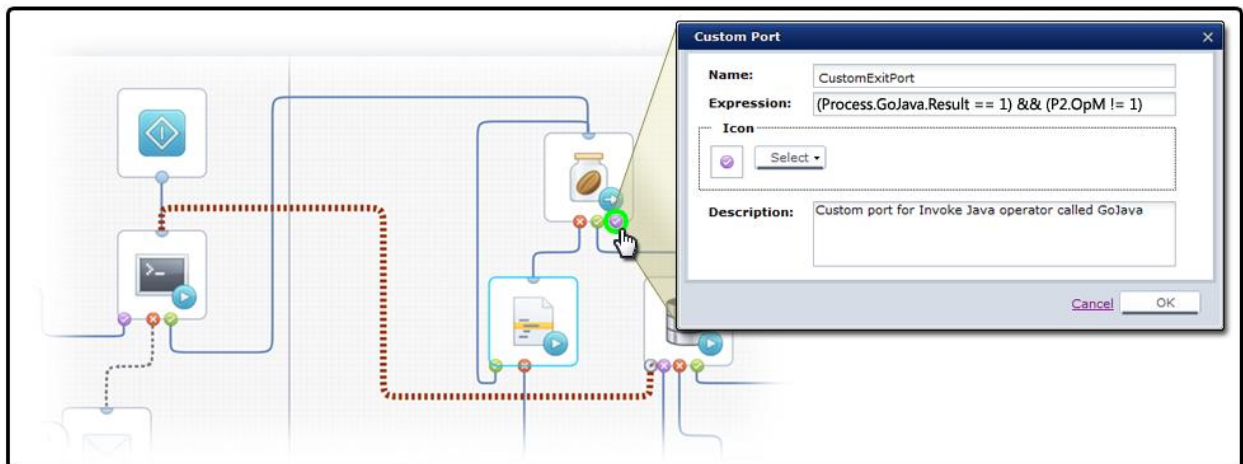 Custom Port
Name: CustomExitPort
Expression: (Process.GoJava.Result == 1) && (P2.OpM != 1)
Icon
Select
Description: Custom port for Invoke Java operator called GoJava
Cancel OK